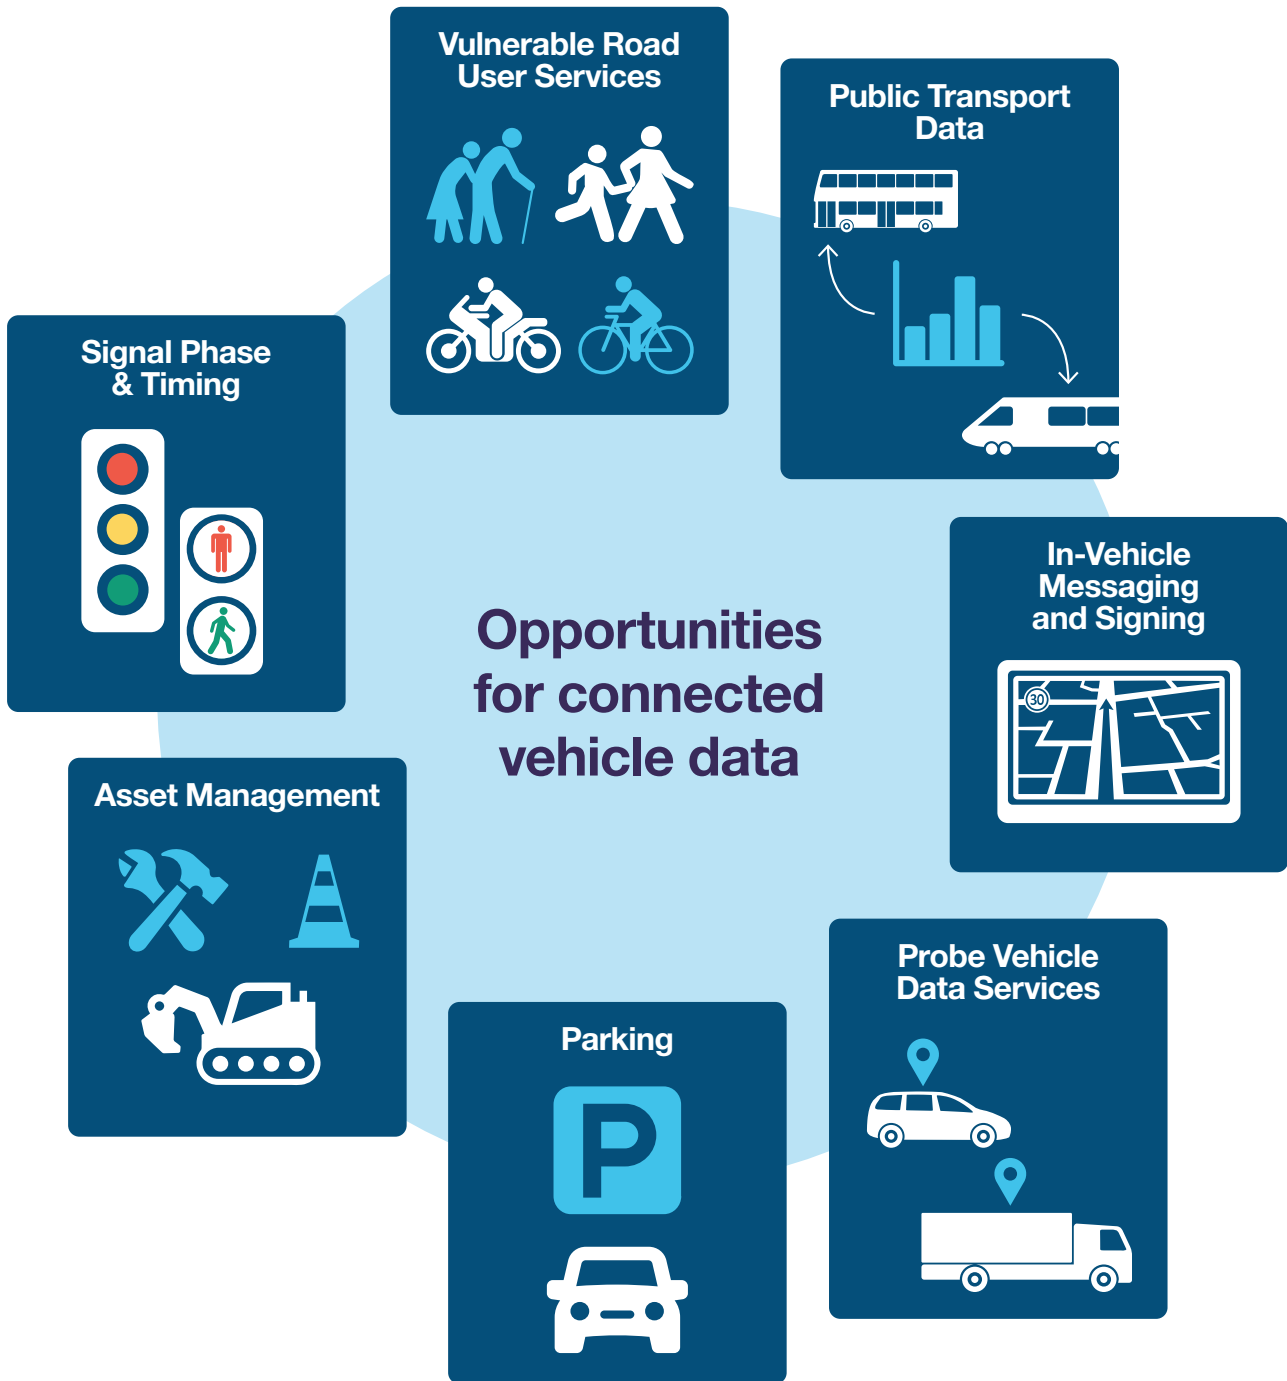 Vulnerable Road
User Services
Public Transport
Data
Signal Phase
& Timing
In-Vehicle
Messaging
and Signing
30
Opportunities
for connected
vehicle data
Asset Management
Probe Vehicle
Data Services
Parking
P